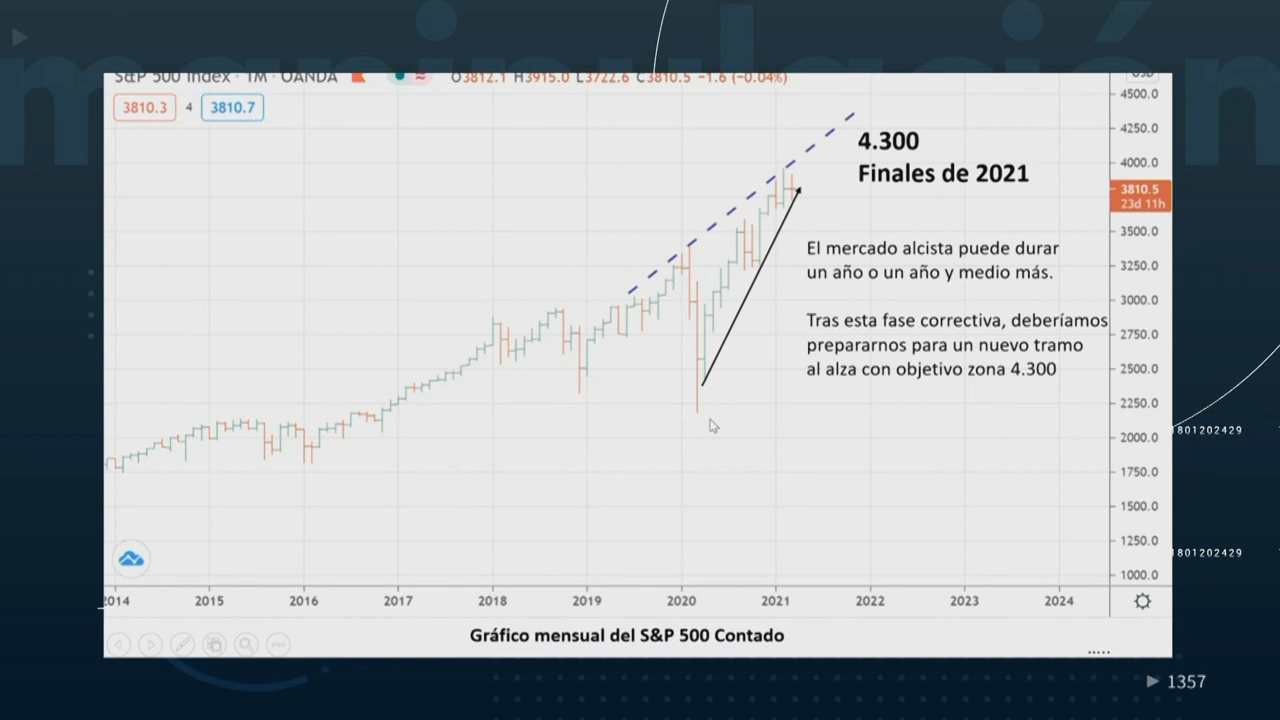 manipulación
S&P 500 Index · 1M · OANDA O3812.1 H3915.0 L3722.6 C3810.5 −1.6 (−0.04%)
USD
3810.3 4 3810.7
4500.0
4250.0
4000.0
3810.5
23d 11h
3500.0
3250.0
3000.0
2750.0
2500.0
2250.0
2000.0
1750.0
1500.0
1250.0
1000.0
4.300
Finales de 2021
El mercado alcista puede durar
un año o un año y medio más.
Tras esta fase correctiva, deberíamos
prepararnos para un nuevo tramo
al alza con objetivo zona 4.300
1801202429
1801202429
2014 2015 2016 2017 2018 2019 2020 2021 2022 2023 2024
Gráfico mensual del S&P 500 Contado
.....
1357